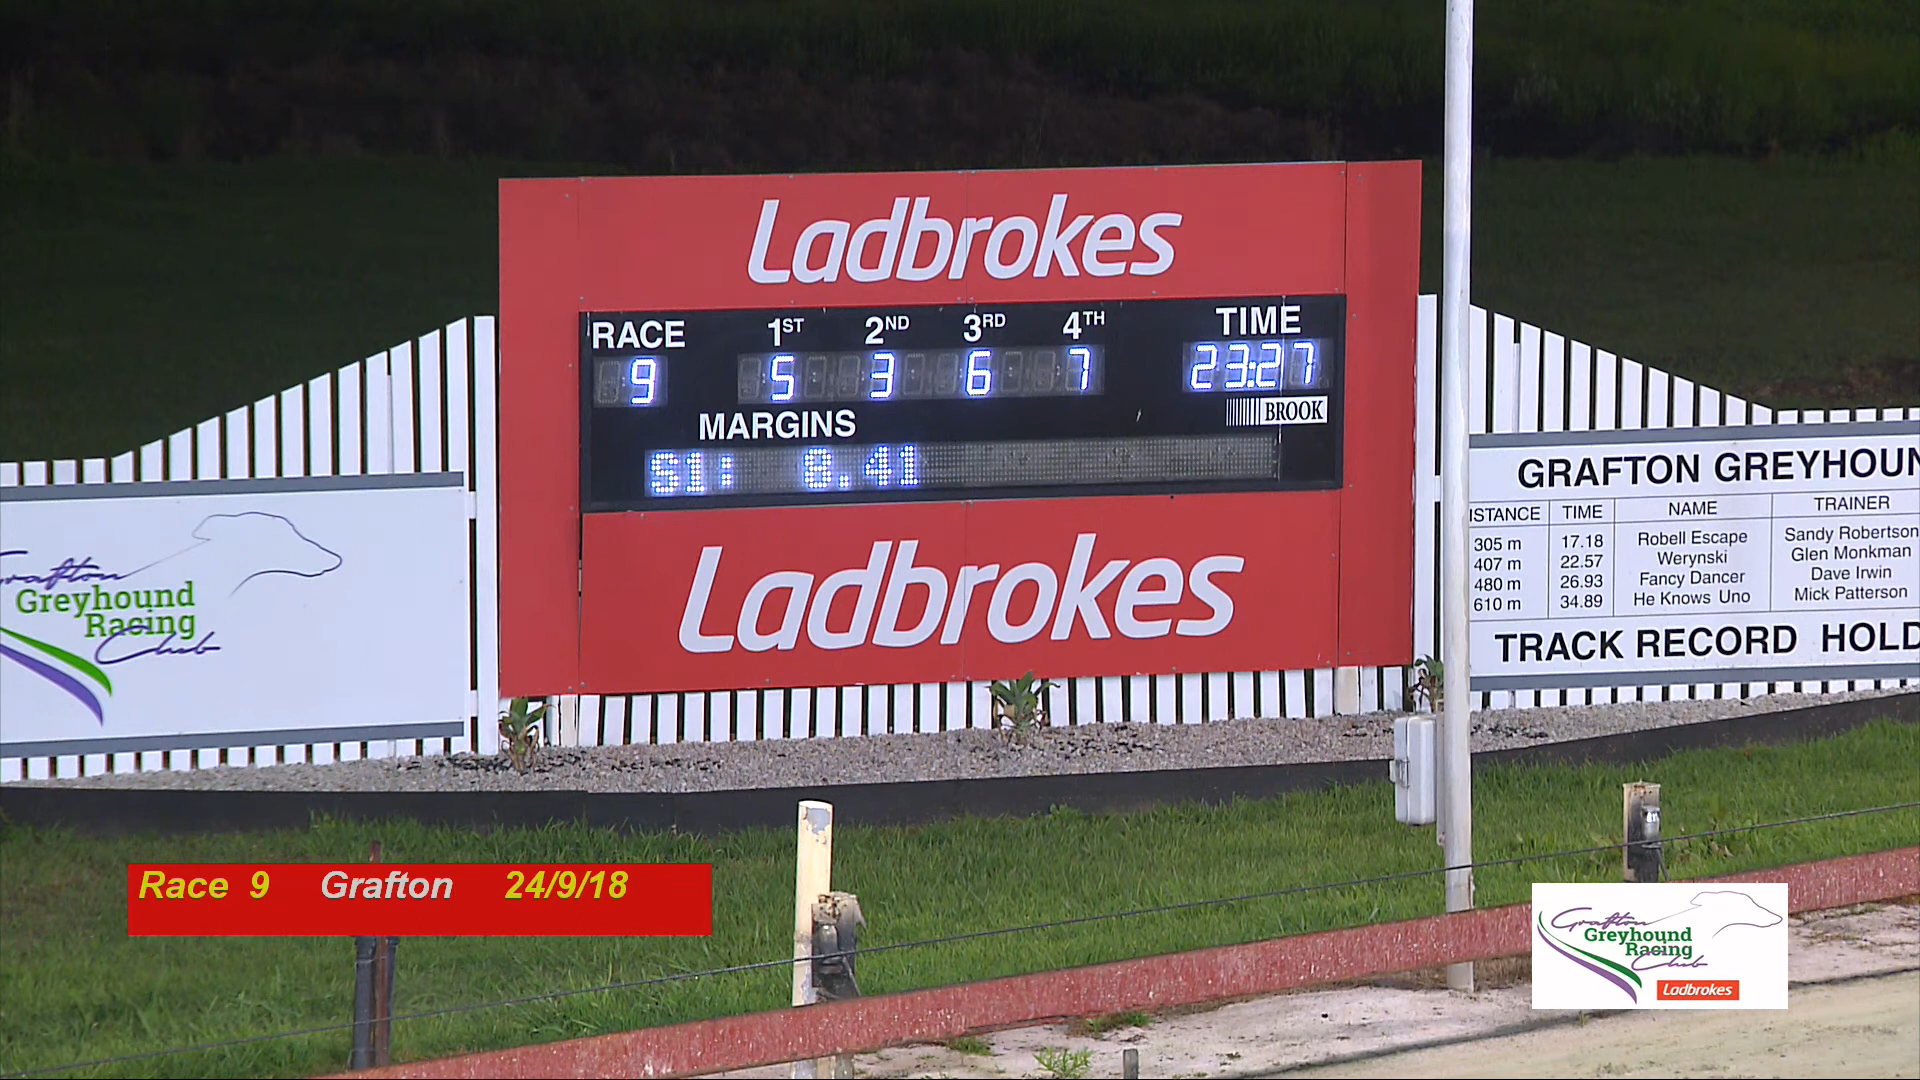 Ladbrokes
RACE 1ST 2ND 3RD 4TH TIME
9 5 3 6 7 23:27
BROOK
MARGINS
S1: 8.41
Ladbrokes
Greyhound
Racing
Club
GRAFTON GREYHOUN
ISTANCE TIME NAME TRAINER
305 m 17.18 Robell Escape Sandy Robertson
407 m 22.57 Werynski Glen Monkman
480 m 26.93 Fancy Dancer Dave Irwin
610 m 34.89 He Knows Uno Mick Patterson
TRACK RECORD HOLD
Race 9 Grafton 24/9/18
Grafton
Greyhound
Racing
Club
Ladbrokes